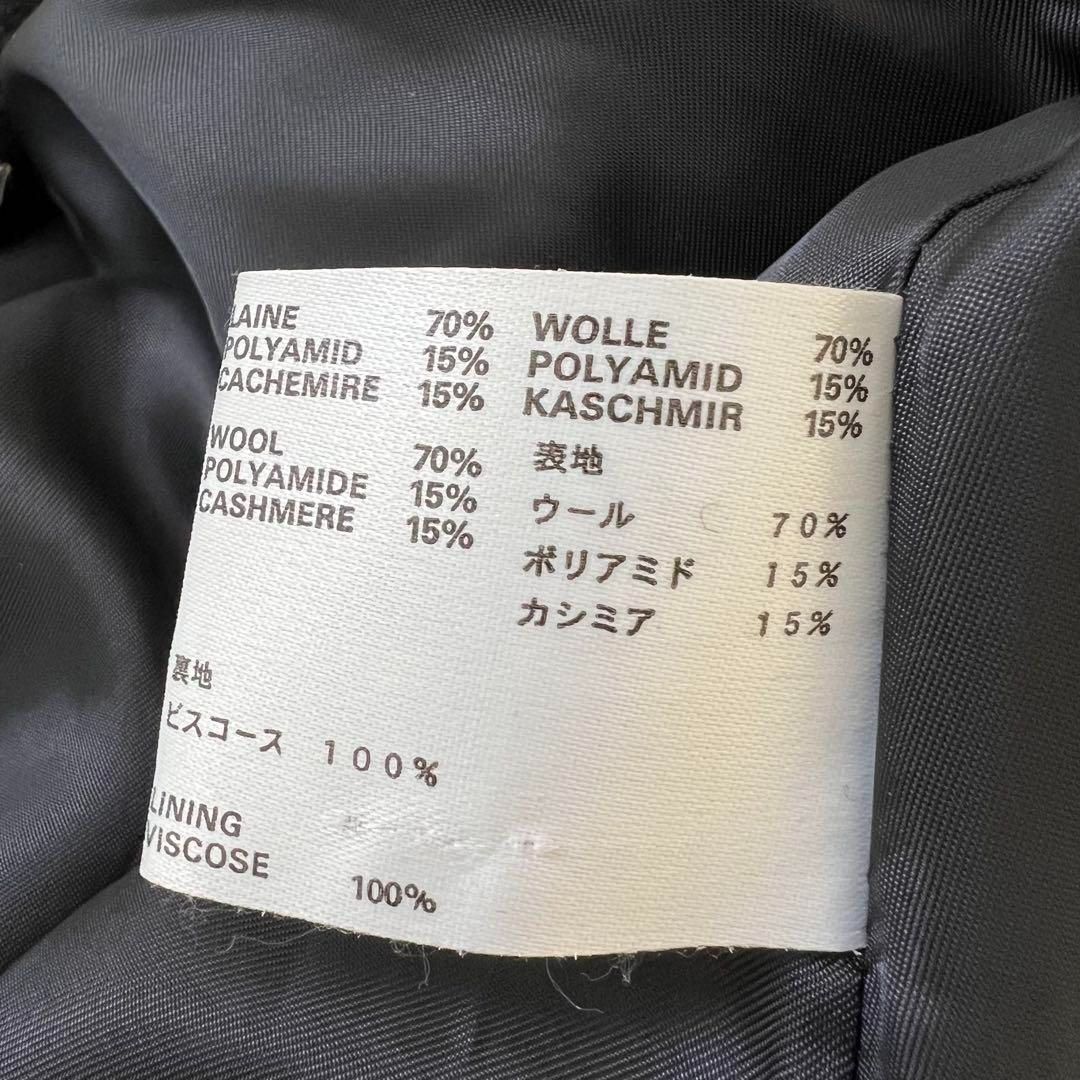 LAINE 70%
POLYAMID 15%
CACHEMIRE 15%
WOOL 70%
POLYAMIDE 15%
CASHMERE 15%
裏地
ビスコース 100%
LINING
VISCOSE 100%
WOLLE 70%
POLYAMID 15%
KASCHMIR 15%
表地
ウール 70%
ポリアミド 15%
カシミア 15%